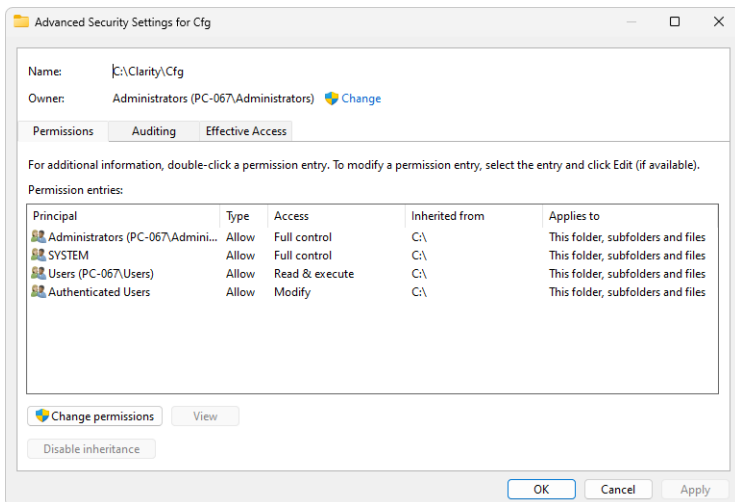 Advanced Security Settings for Cfg
Name: C:\Clarity\Cfg
Owner: Administrators (PC-067\Administrators) Change
Permissions Auditing Effective Access
For additional information, double-click a permission entry. To modify a permission entry, select the entry and click Edit (if available).
Permission entries:
Principal Type Access Inherited from Applies to
Administrators (PC-067\Admini... Allow Full control C:\ This folder, subfolders and files
SYSTEM Allow Full control C:\ This folder, subfolders and files
Users (PC-067\Users) Allow Read & execute C:\ This folder, subfolders and files
Authenticated Users Allow Modify C:\ This folder, subfolders and files
Change permissions View
Disable inheritance
OK Cancel Apply